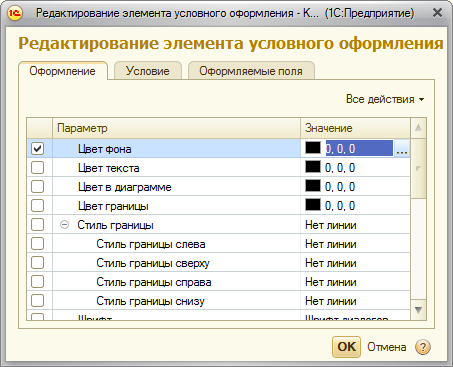 Редактирование элемента условного оформления - К... (1С:Предприятие)
Редактирование элемента условного оформления
Оформление Условие Оформляемые поля
Все действия
Параметр Значение
Цвет фона 0, 0, 0 ...
Цвет текста 0, 0, 0
Цвет в диаграмме 0, 0, 0
Цвет границы 0, 0, 0
Стиль границы Нет линии
Стиль границы слева Нет линии
Стиль границы сверху Нет линии
Стиль границы справа Нет линии
Стиль границы снизу Нет линии
Шрифт Шрифт диалогов
OK Отмена ?